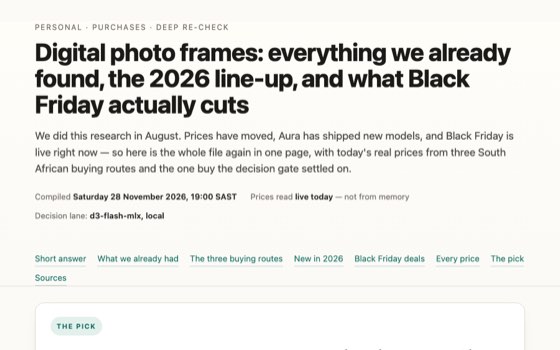 PERSONAL · PURCHASES · DEEP RE-CHECK
Digital photo frames: everything we already
found, the 2026 line-up, and what Black
Friday actually cuts
We did this research in August. Prices have moved, Aura has shipped new models, and Black Friday is
live right now — so here is the whole file again in one page, with today's real prices from three South
African buying routes and the one buy the decision gate settled on.
Compiled Saturday 28 November 2026, 19:00 SAST Prices read live today — not from memory
Decision lane: d3-flash-mlx, local
Short answer What we already had The three buying routes New in 2026 Black Friday deals Every price The pick
Sources
THE PICK